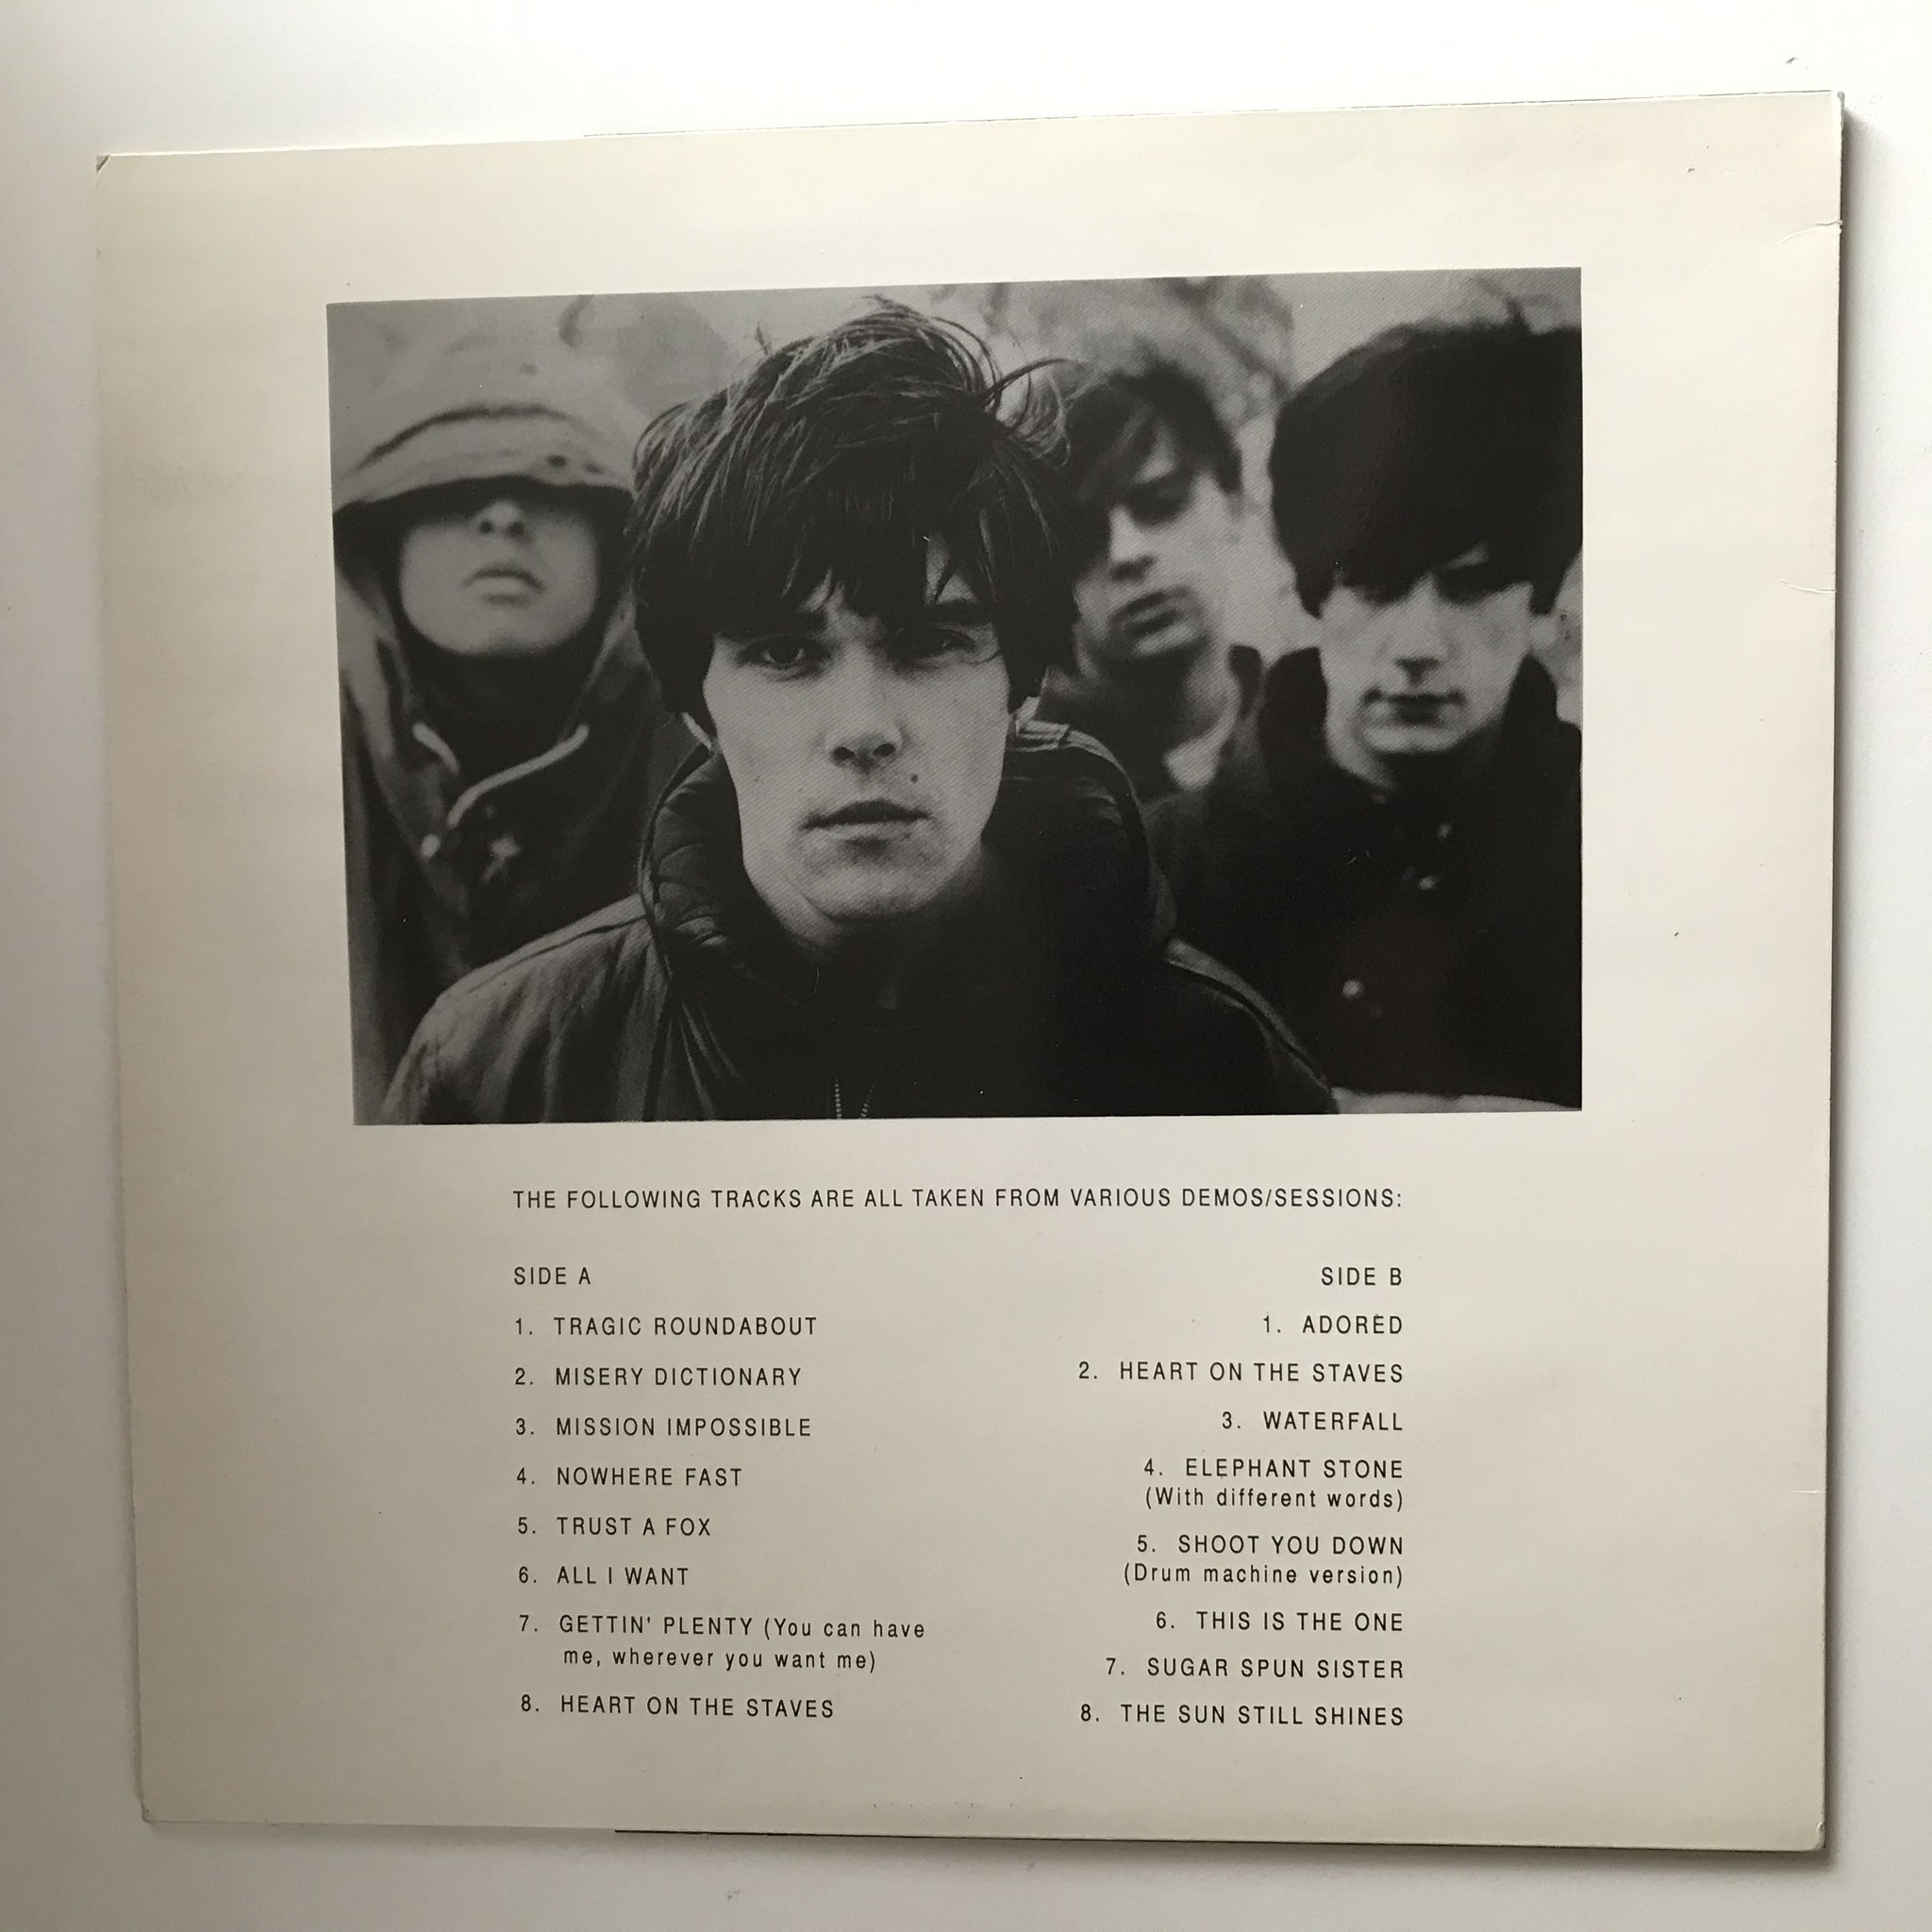 THE FOLLOWING TRACKS ARE ALL TAKEN FROM VARIOUS DEMOS/SESSIONS:
SIDE A
1. TRAGIC ROUNDABOUT
2. MISERY DICTIONARY
3. MISSION IMPOSSIBLE
4. NOWHERE FAST
5. TRUST A FOX
6. ALL I WANT
7. GETTIN' PLENTY (You can have
me, wherever you want me)
8. HEART ON THE STAVES
SIDE B
1. ADORED
2. HEART ON THE STAVES
3. WATERFALL
4. ELEPHANT STONE
(With different words)
5. SHOOT YOU DOWN
(Drum machine version)
6. THIS IS THE ONE
7. SUGAR SPUN SISTER
8. THE SUN STILL SHINES